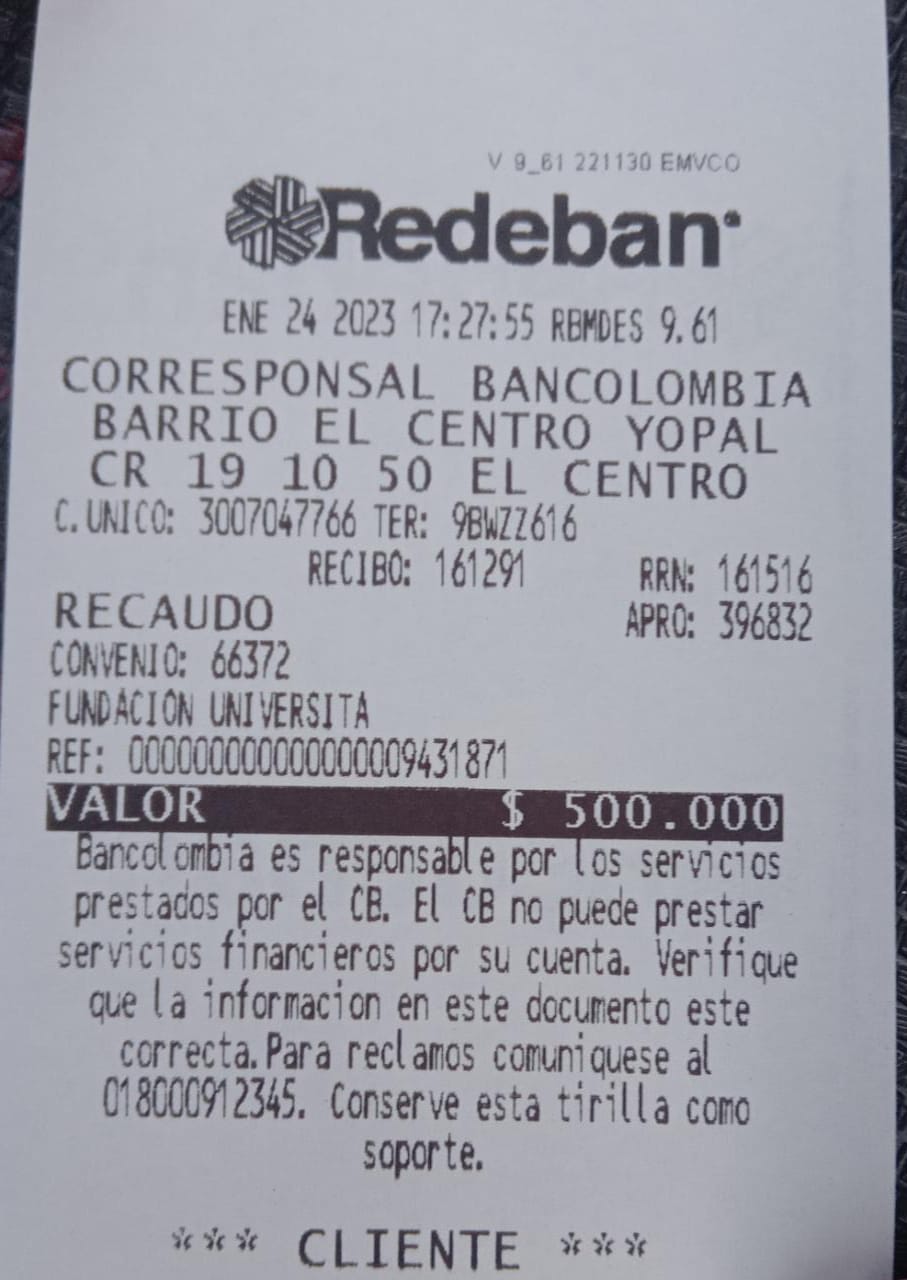 V 9_61 221130 EMVCO
Redeban
ENE 24 2023 17:27:55 RBMDES 9.61
CORRESPONSAL BANCOLOMBIA
BARRIO EL CENTRO YOPAL
CR 19 10 50 EL CENTRO
C.UNICO: 3007047766 TER: 9BWZZ616
RECIBO: 161291 RRN: 161516
RECAUDO APRO: 396832
CONVENIO: 66372
FUNDACION UNIVERSITA
REF: 00000000000000009431871
VALOR $ 500.000
Bancolombia es responsable por los servicios
prestados por el CB. El CB no puede prestar
servicios financieros por su cuenta. Verifique
que la informacion en este documento este
correcta.Para reclamos comuniquese al
018000912345. Conserve esta tirilla como
soporte.
*** CLIENTE ***